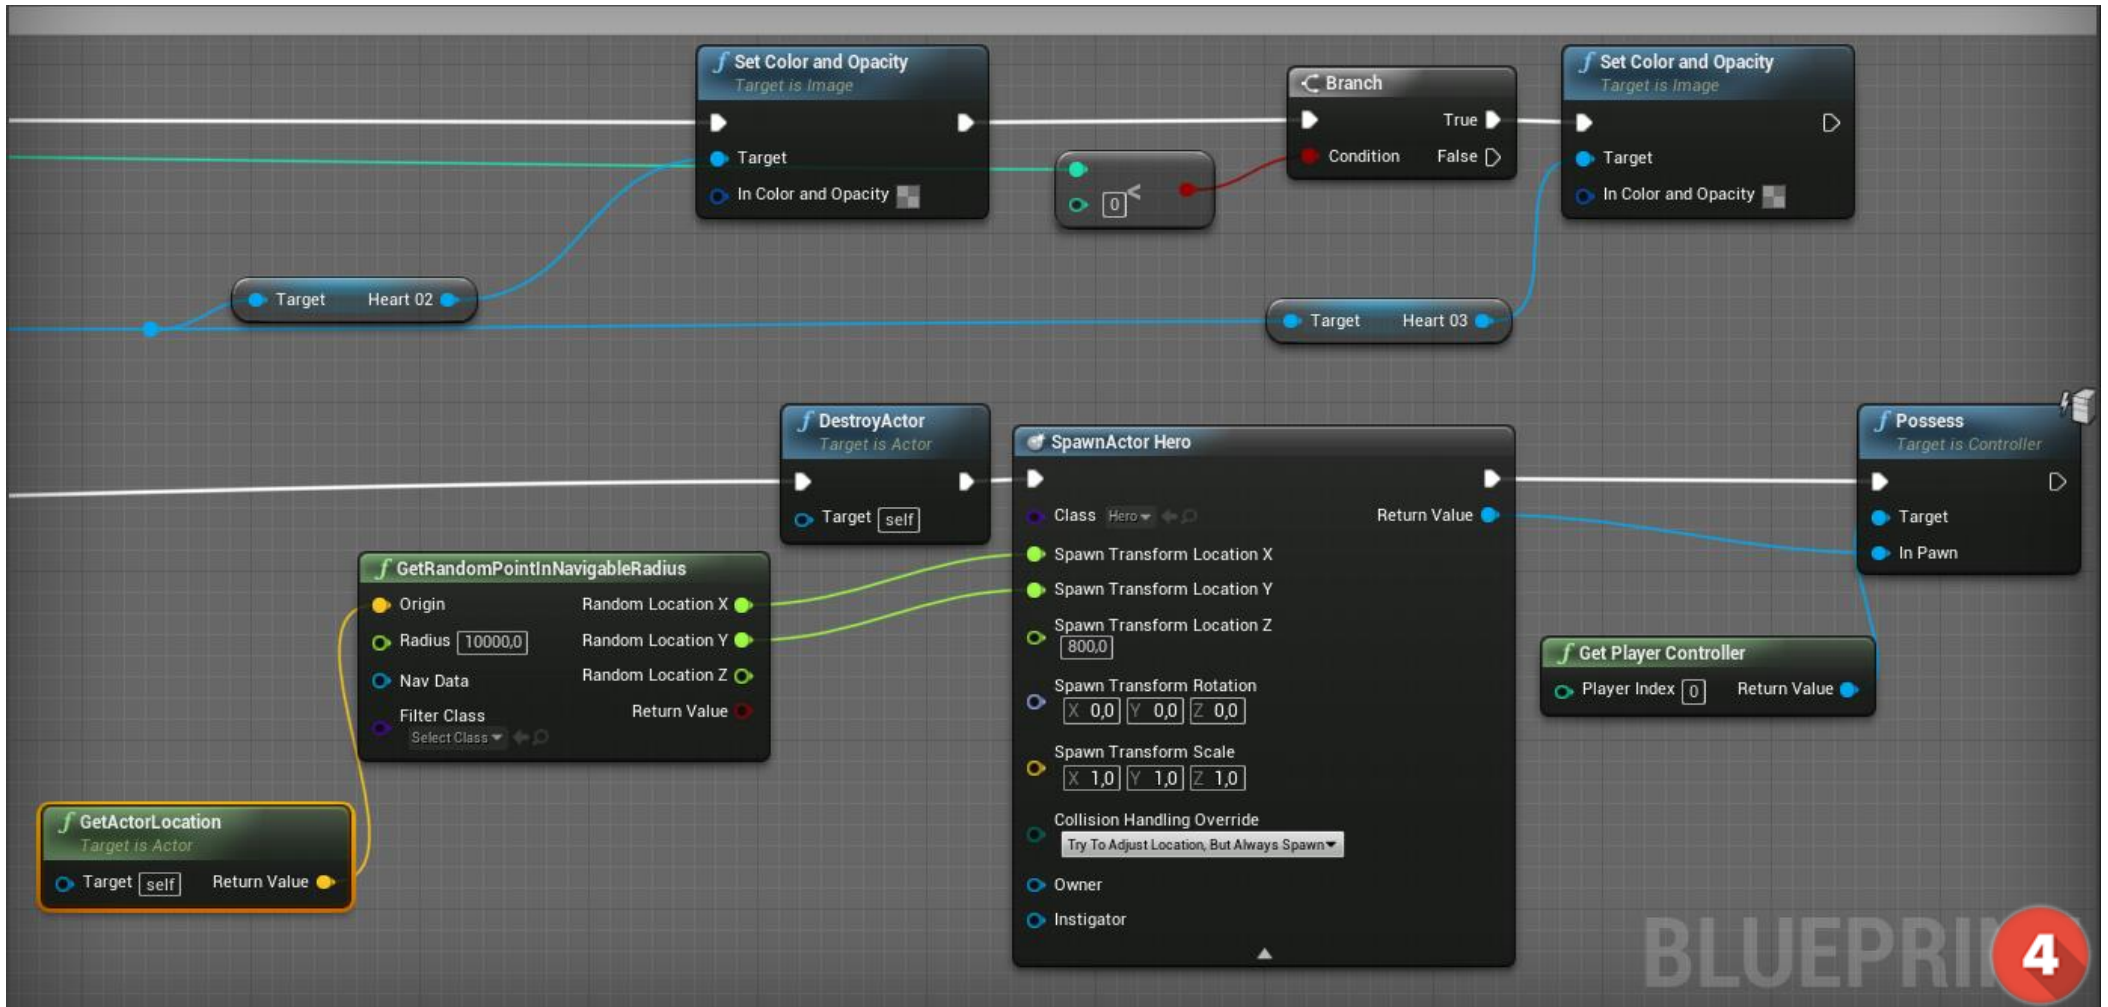 Set Color and Opacity
Target is Image
Target
In Color and Opacity
<
0
Branch
True
Condition
False
Set Color and Opacity
Target is Image
Target
In Color and Opacity
Target Heart 02
Target Heart 03
DestroyActor
Target is Actor
Target self
SpawnActor Hero
Class Hero
Return Value
Spawn Transform Location X
Spawn Transform Location Y
Spawn Transform Location Z
800,0
Spawn Transform Rotation
X 0,0 Y 0,0 Z 0,0
Spawn Transform Scale
X 1,0 Y 1,0 Z 1,0
Collision Handling Override
Try To Adjust Location, But Always Spawn
Owner
Instigator
Possess
Target is Controller
Target
In Pawn
GetRandomPointInNavigableRadius
Origin Random Location X
Radius 10000,0 Random Location Y
Nav Data Random Location Z
Filter Class Return Value
Select Class
Get Player Controller
Player Index 0 Return Value
GetActorLocation
Target is Actor
Target self Return Value
BLUEPRI
4